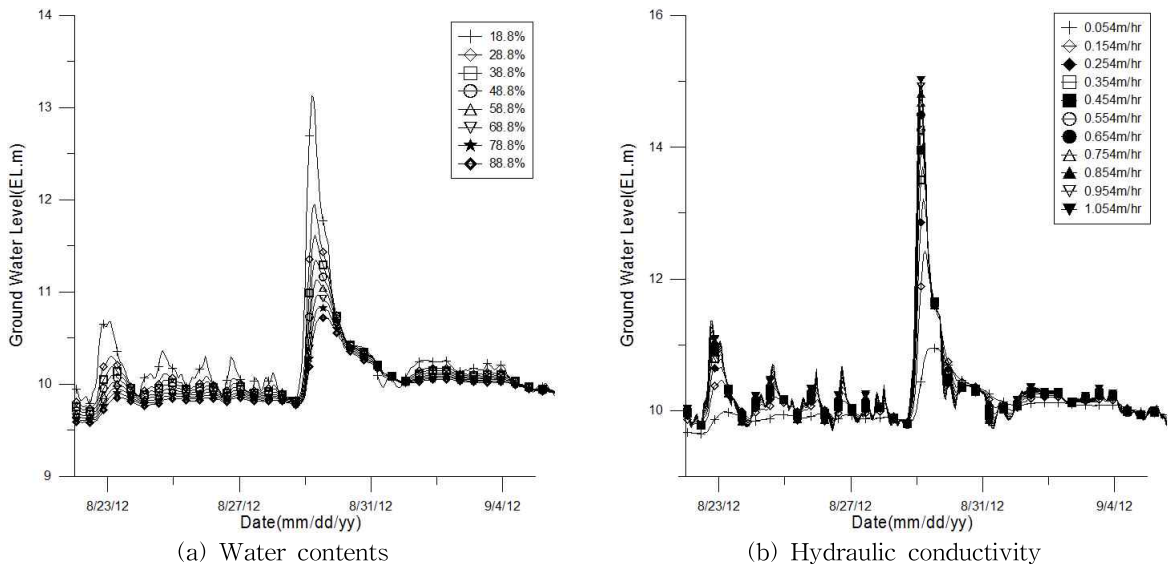 14
13
12
11
10
9
Ground Water Level(EL.m)
18.8%
28.8%
38.8%
48.8%
58.8%
68.8%
78.8%
88.8%
8/23/12
8/27/12
8/31/12
9/4/12
Date(mm/dd/yy)
(a) Water contents
16
14
12
10
Ground Water Level(EL.m)
0.054m/hr
0.154m/hr
0.254m/hr
0.354m/hr
0.454m/hr
0.554m/hr
0.654m/hr
0.754m/hr
0.854m/hr
0.954m/hr
1.054m/hr
8/23/12
8/27/12
8/31/12
9/4/12
Date(mm/dd/yy)
(b) Hydraulic conductivity